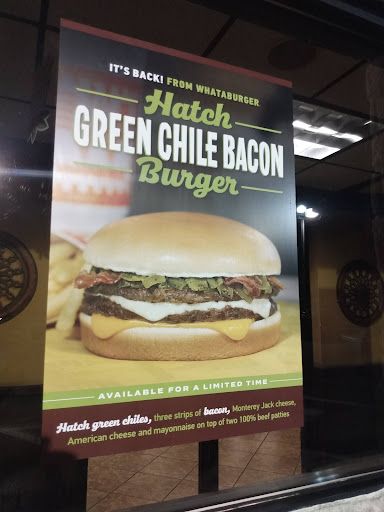 IT'S BACK! FROM WHATABURGER.
Hatch
GREEN CHILE BACON
Burger
AVAILABLE FOR A LIMITED TIME
Hatch green chiles, three strips of bacon, Monterey Jack cheese,
American cheese and mayonnaise on top of two 100% beef patties